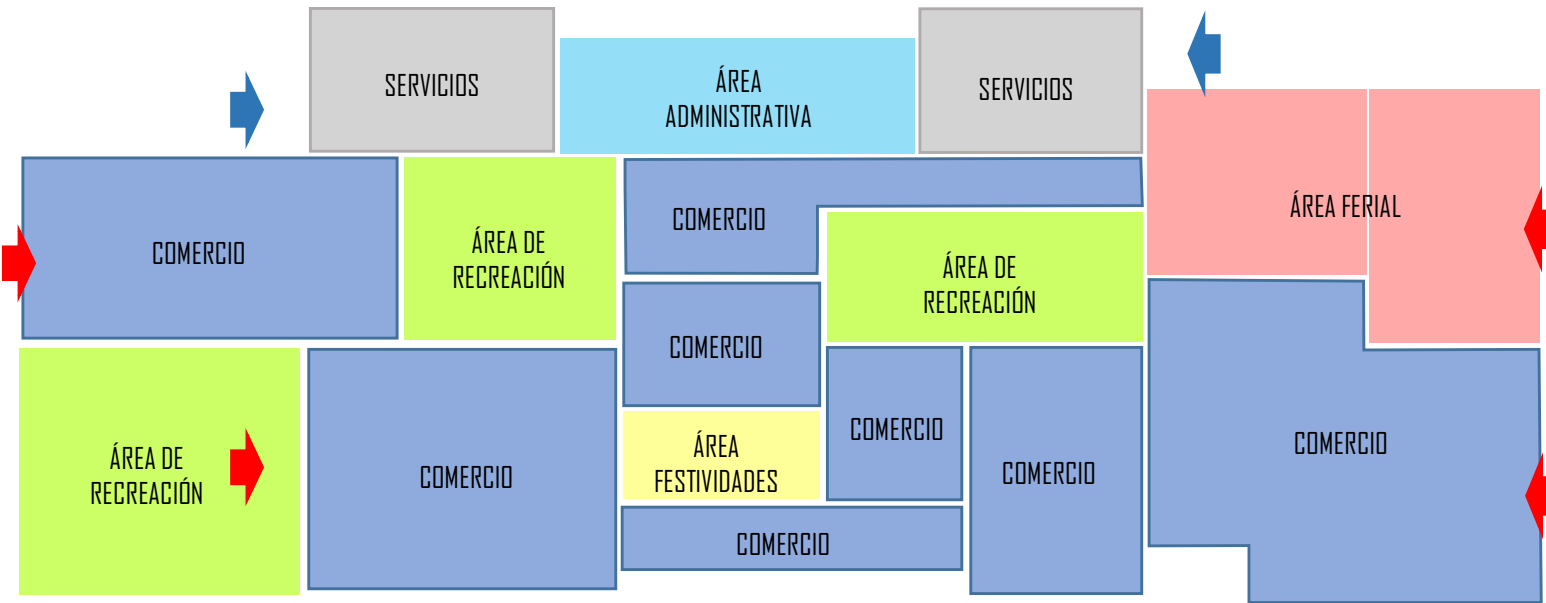 SERVICIOS
ÁREA
ADMINISTRATIVA
SERVICIOS
COMERCIO
ÁREA DE
RECREACIÓN
COMERCIO
ÁREA DE
RECREACIÓN
ÁREA FERIAL
COMERCIO
ÁREA DE
RECREACIÓN
COMERCIO
ÁREA
FESTIVIDADES
COMERCIO
COMERCIO
COMERCIO
COMERCIO